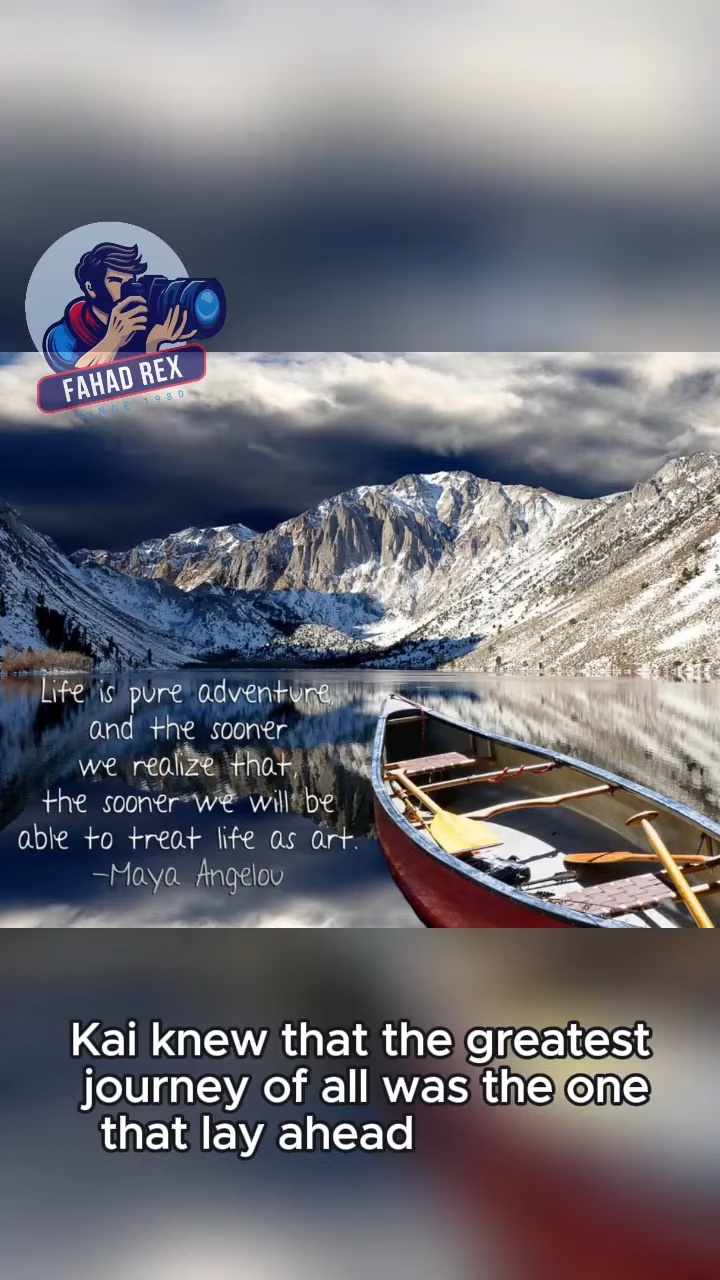 FAHAD REX
SINCE 1980
Life is pure adventure,
and the sooner
we realize that,
the sooner we will be
able to treat life as art.
-Maya Angelou
Kai knew that the greatest
journey of all was the one
that lay ahead